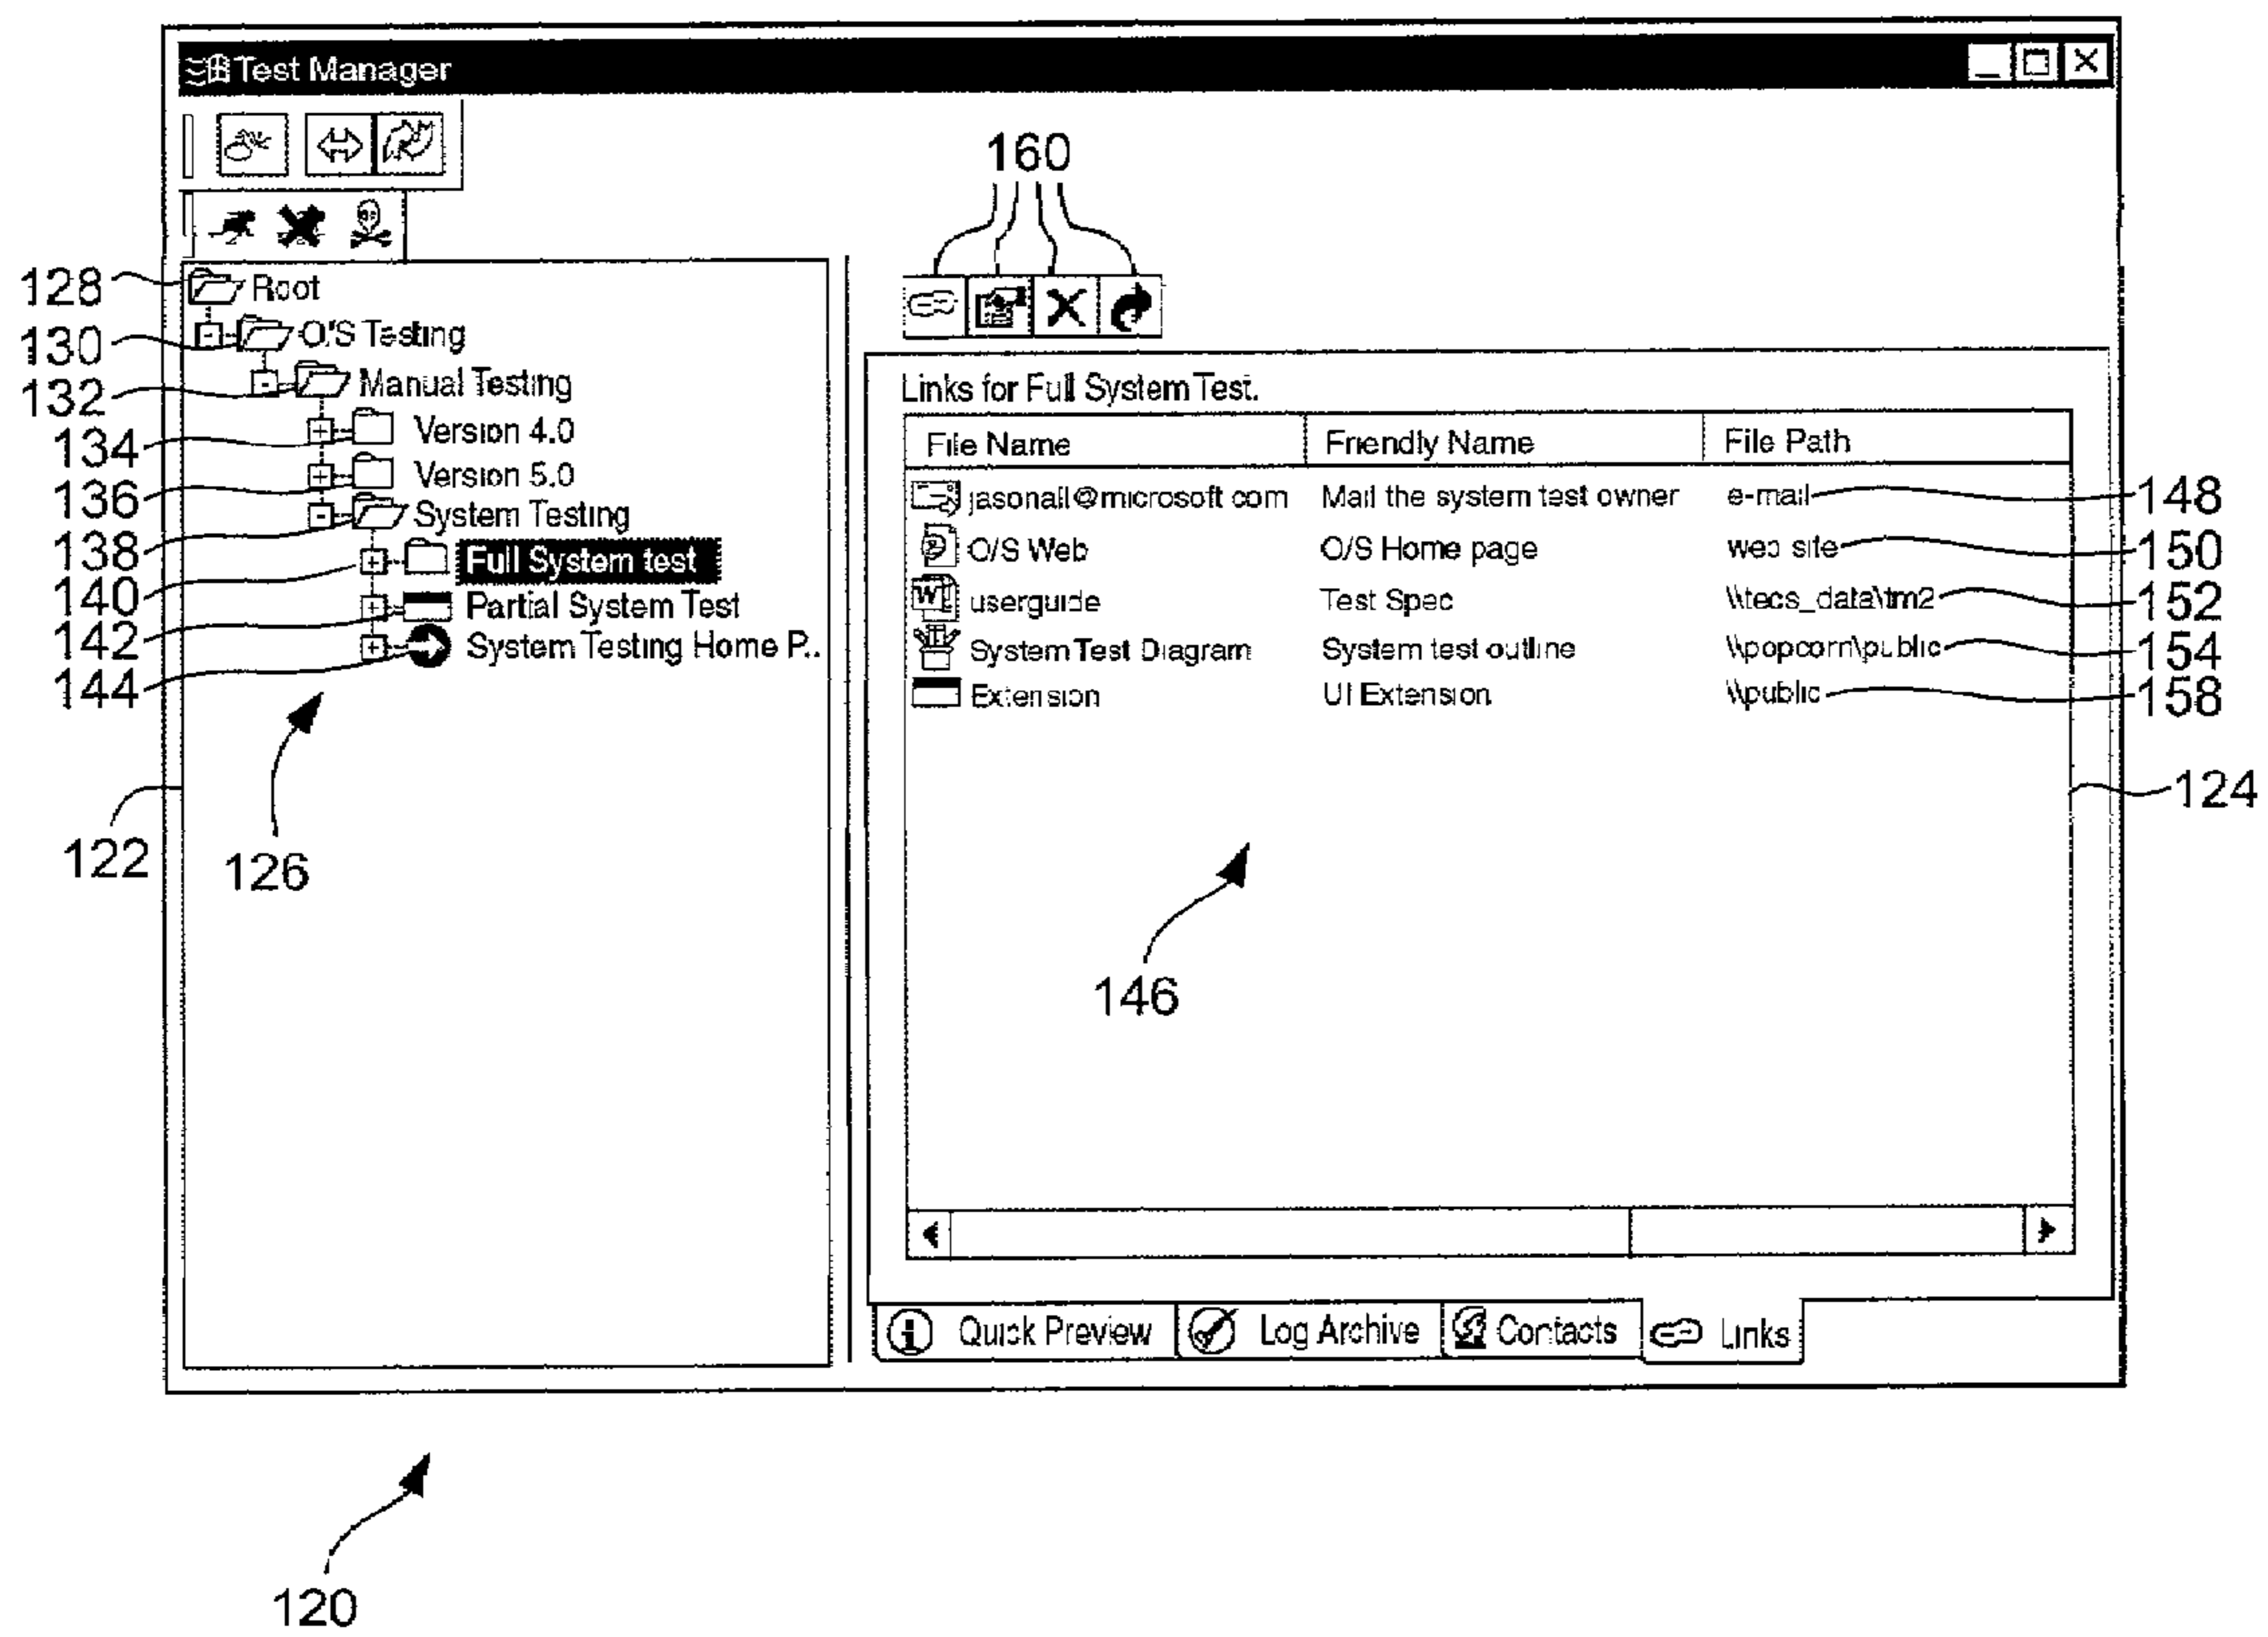 Test Manager
160
128 Root
130 O/S Testing
132 Manual Testing
134 Version 4.0
136 Version 5.0
138 System Testing
140 Full System test
142 Partial System Test
144 System Testing Home P..
122
126
Links for Full System Test.
File Name Friendly Name File Path
jasonall@microsoft com Mail the system test owner e-mail 148
O/S Web O/S Home page web site 150
userguide Test Spec \\tecs_data\tm2 152
System Test Diagram System test outline \\popcorn\public 154
Extension UI Extension \\public 158
124
146
Quick Preview Log Archive Contacts Links
120